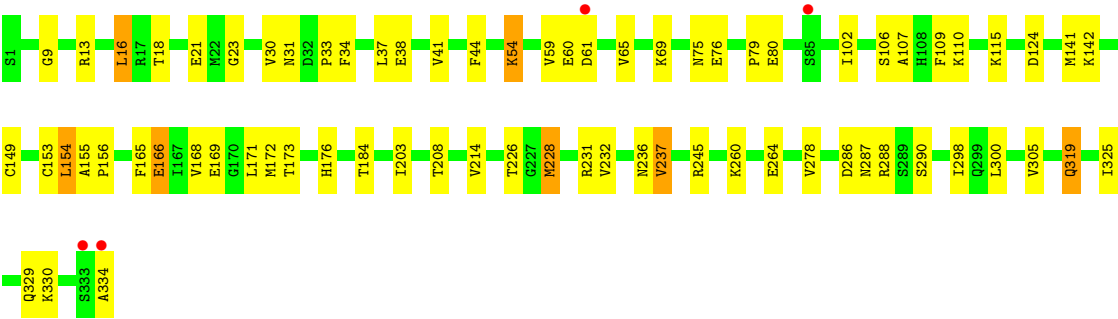 S1 G9 R13 L16 R17 T18 E21 M22 G23 V30 N31 D32 P33 F34 L37 E38 V41 F44 K54 V59 E60 D61 V65 K69 N75 E76 P79 E80 S85 I102 S106 A107 H108 F109 K110 K115 D124 M141 K142
C149 C153 L154 A155 P156 F165 E166 I167 V168 E169 G170 L171 M172 T173 H176 T184 I203 T208 V214 T226 G227 M228 R231 V232 N236 V237 R245 K260 E264 V278 D286 N287 R288 S289 S290 I298 Q299 L300 V305 Q319 I325
Q329 K330 S333 A334